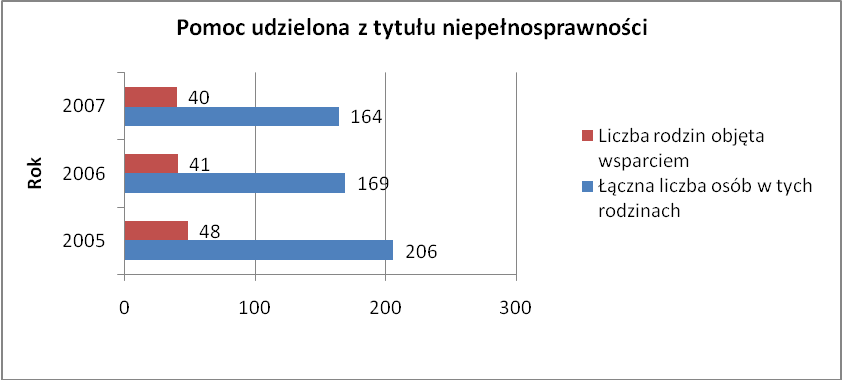 Pomoc udzielona z tytułu niepełnosprawności
Rok
2007
40
164
2006
41
169
2005
48
206
0 100 200 300
Liczba rodzin objęta
wsparciem
Łączna liczba osób w tych
rodzinach